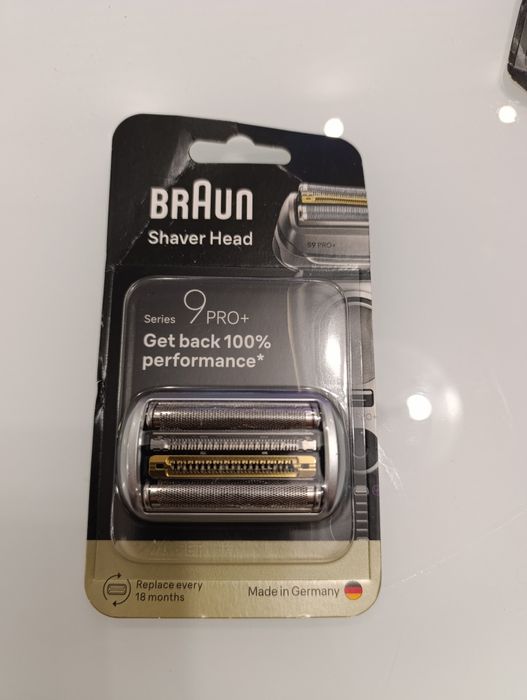 BRAUN
Shaver Head
S9 PRO+
Series 9 PRO+
Get back 100%
performance*
Replace every
18 months
Made in Germany